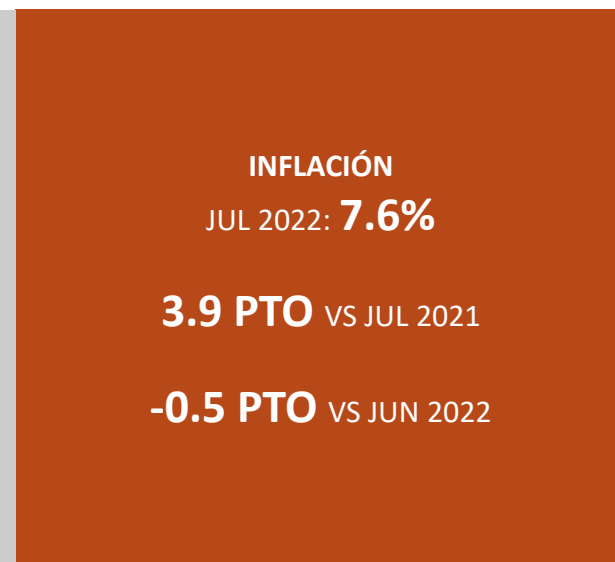 INFLACIÓN
JUL 2022: 7.6%
3.9 PTO VS JUL 2021
-0.5 PTO VS JUN 2022